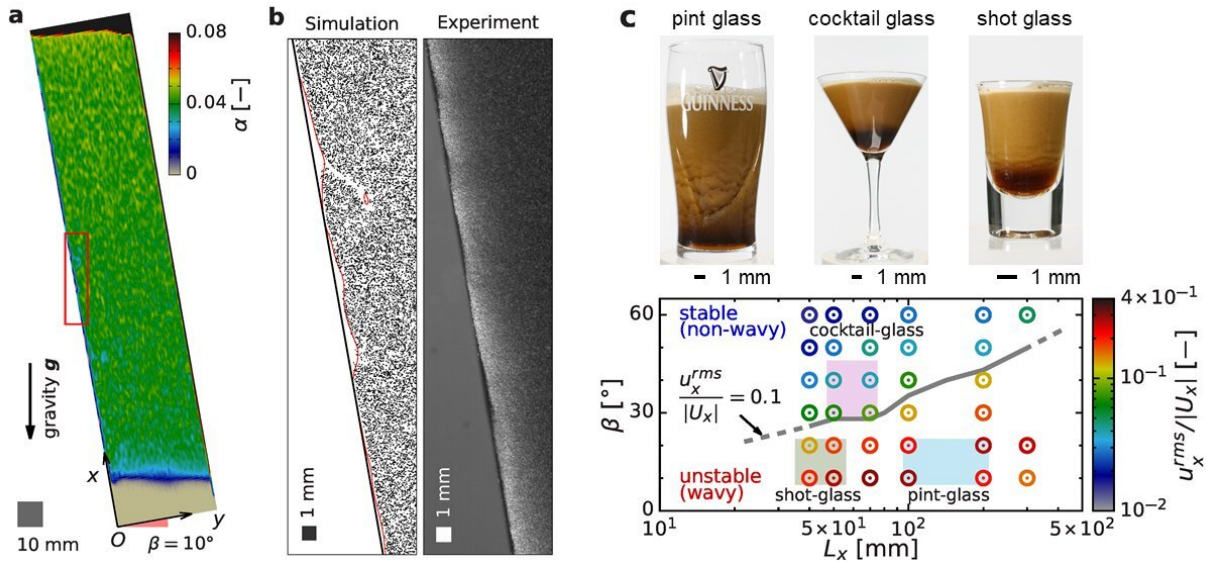 a
0.08
0.04
0
α [–]
gravity g
x
O
y
β = 10°
10 mm
b
Simulation
Experiment
1 mm
1 mm
c
pint glass
cocktail glass
shot glass
GUINNESS
1 mm
1 mm
1 mm
60
30
0
β [°]
stable
(non-wavy)
cocktail-glass
u_x^{rms}/|U_x| = 0.1
unstable
(wavy)
shot-glass
pint-glass
10^1
5×10^1
10^2
5×10^2
L_x [mm]
4×10^{-1}
10^{-1}
10^{-2}
u_x^{rms}/|U_x| [–]